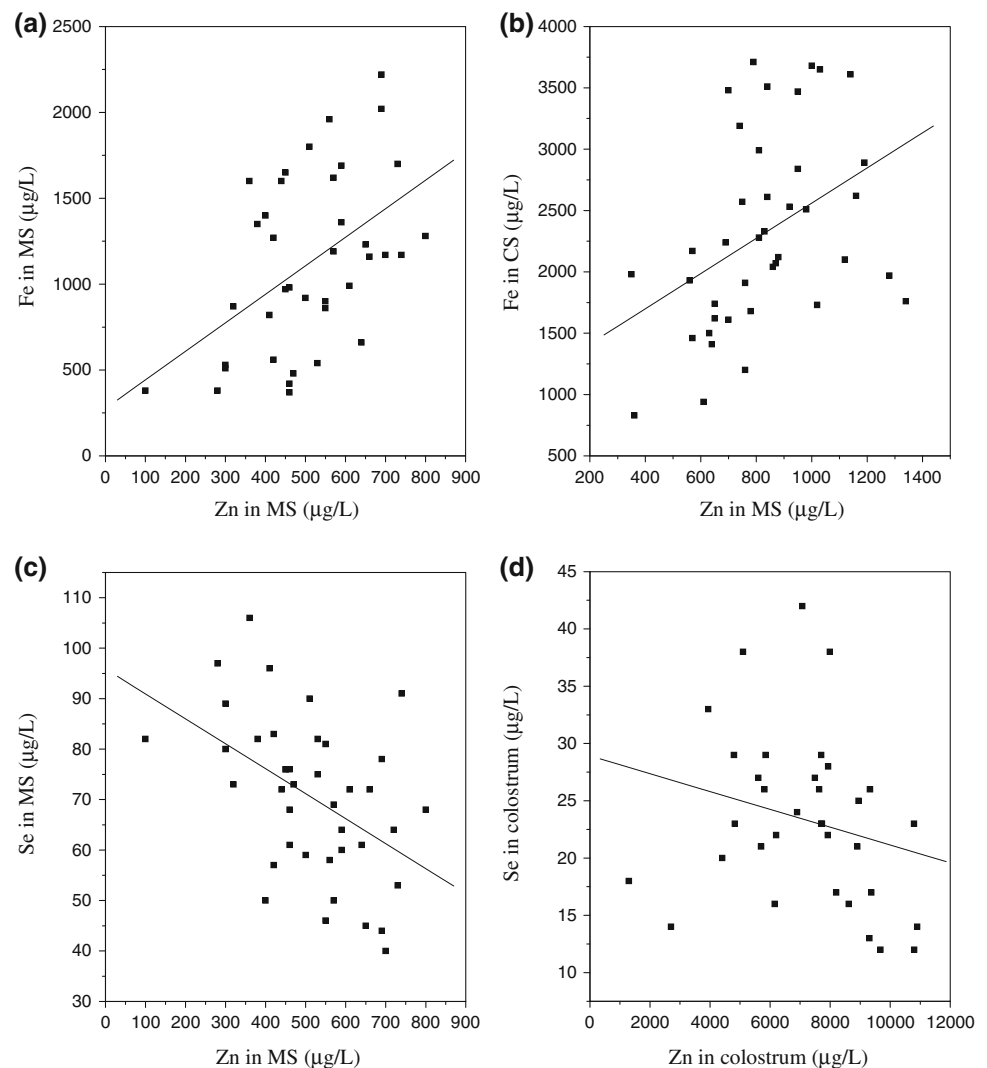 (a)
2500
2000
1500
1000
500
0
Fe in MS (µg/L)
0 100 200 300 400 500 600 700 800 900
Zn in MS (µg/L)
(b)
4000
3500
3000
2500
2000
1500
1000
500
Fe in CS (µg/L)
200 400 600 800 1000 1200 1400
Zn in MS (µg/L)
(c)
110
100
90
80
70
60
50
40
30
Se in MS (µg/L)
0 100 200 300 400 500 600 700 800 900
Zn in MS (µg/L)
(d)
45
40
35
30
25
20
15
10
Se in colostrum (µg/L)
0 2000 4000 6000 8000 10000 12000
Zn in colostrum (µg/L)